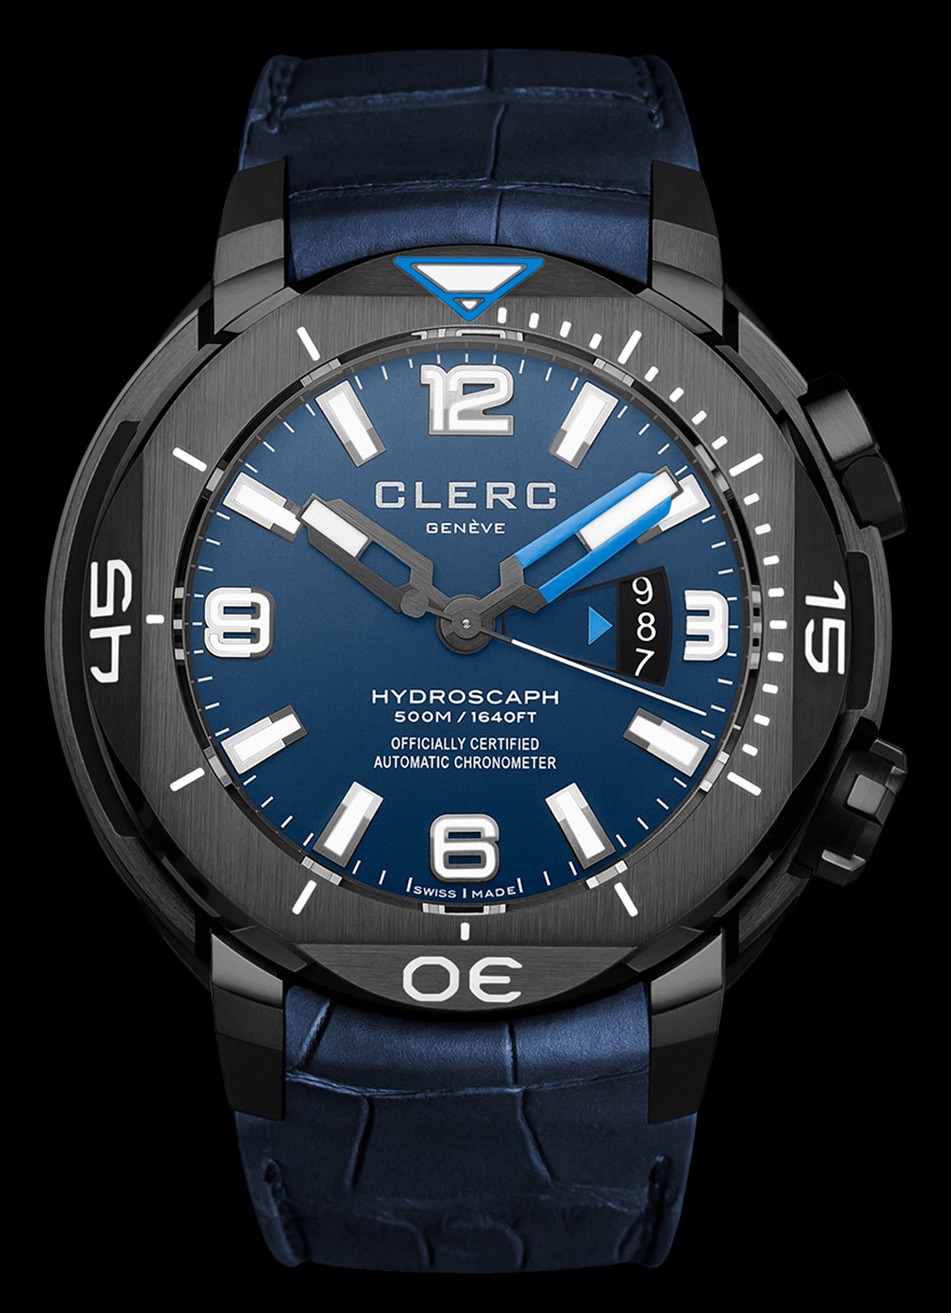 12
CLERC
GENÈVE
9
8
7
9
3
45
15
HYDROSCAPH
500M / 1640FT
OFFICIALLY CERTIFIED
AUTOMATIC CHRONOMETER
6
SWISS MADE
30